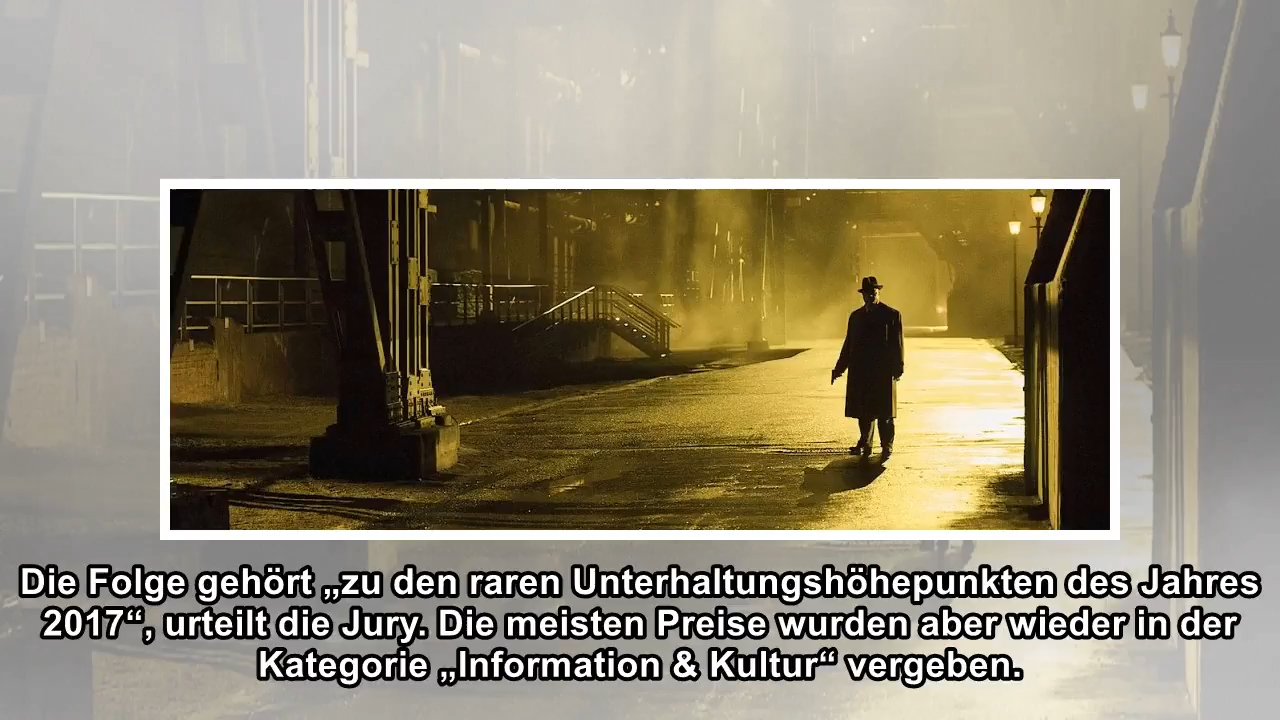 Die Folge gehört „zu den raren Unterhaltungshöhepunkten des Jahres
2017“, urteilt die Jury. Die meisten Preise wurden aber wieder in der
Kategorie „Information & Kultur“ vergeben.